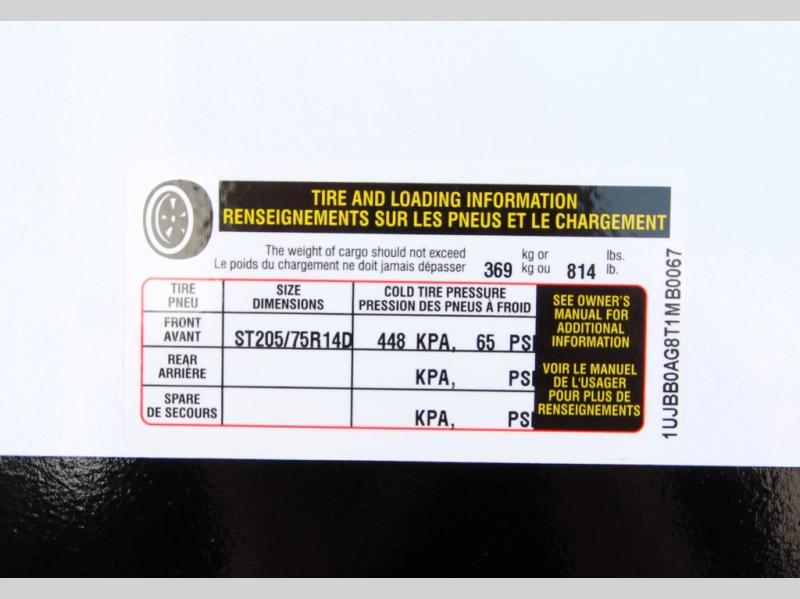 TIRE AND LOADING INFORMATION
RENSEIGNEMENTS SUR LES PNEUS ET LE CHARGEMENT
The weight of cargo should not exceed kg or lbs.
Le poids du chargement ne doit jamais dépasser 369 kg ou 814 lb.
TIRE PNEU
SIZE DIMENSIONS
COLD TIRE PRESSURE
PRESSION DES PNEUS À FROID
FRONT AVANT
ST205/75R14D 448 KPA, 65 PSI
REAR ARRIÈRE
KPA, PSI
SPARE DE SECOURS
KPA, PSI
SEE OWNER'S
MANUAL FOR
ADDITIONAL
INFORMATION
VOIR LE MANUEL
DE L'USAGER
POUR PLUS DE
RENSEIGNEMENTS
1UJBB0AG8T1MB0067